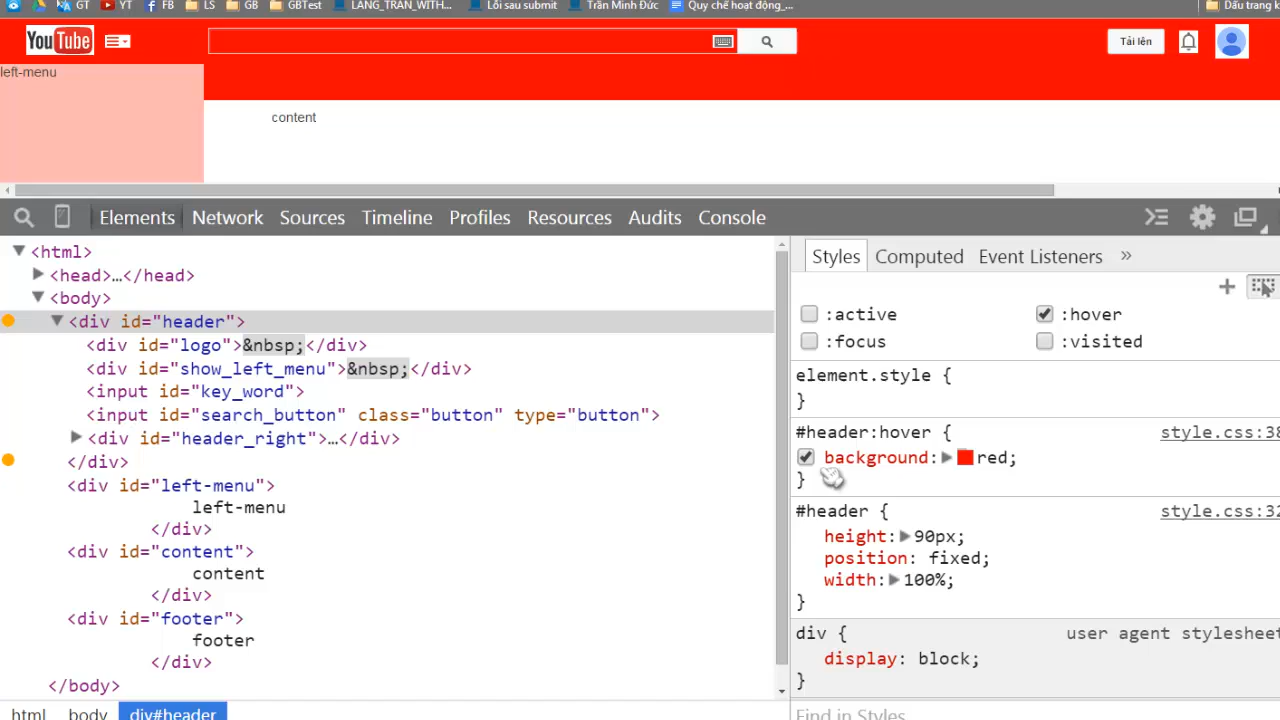 GT YT FB LS GB GBTest LANG_TRAN_WITH... Lỗi sau submit Trần Minh Đức Quy chế hoạt động_... Dấu trang k
YouTube Tải lên
left-menu
content
Elements Network Sources Timeline Profiles Resources Audits Console
<html>
<head>…</head>
<body>
<div id="header">
<div id="logo">&nbsp;</div>
<div id="show_left_menu">&nbsp;</div>
<input id="key_word">
<input id="search_button" class="button" type="button">
<div id="header_right">…</div>
</div>
<div id="left-menu">
left-menu
</div>
<div id="content">
content
</div>
<div id="footer">
footer
</div>
</body>
html body div#header
Styles Computed Event Listeners »
:active :hover
:focus :visited
element.style {
}
#header:hover { style.css:38
background: red;
}
#header { style.css:32
height: 90px;
position: fixed;
width: 100%;
}
div { user agent stylesheet
display: block;
}
Find in Styles